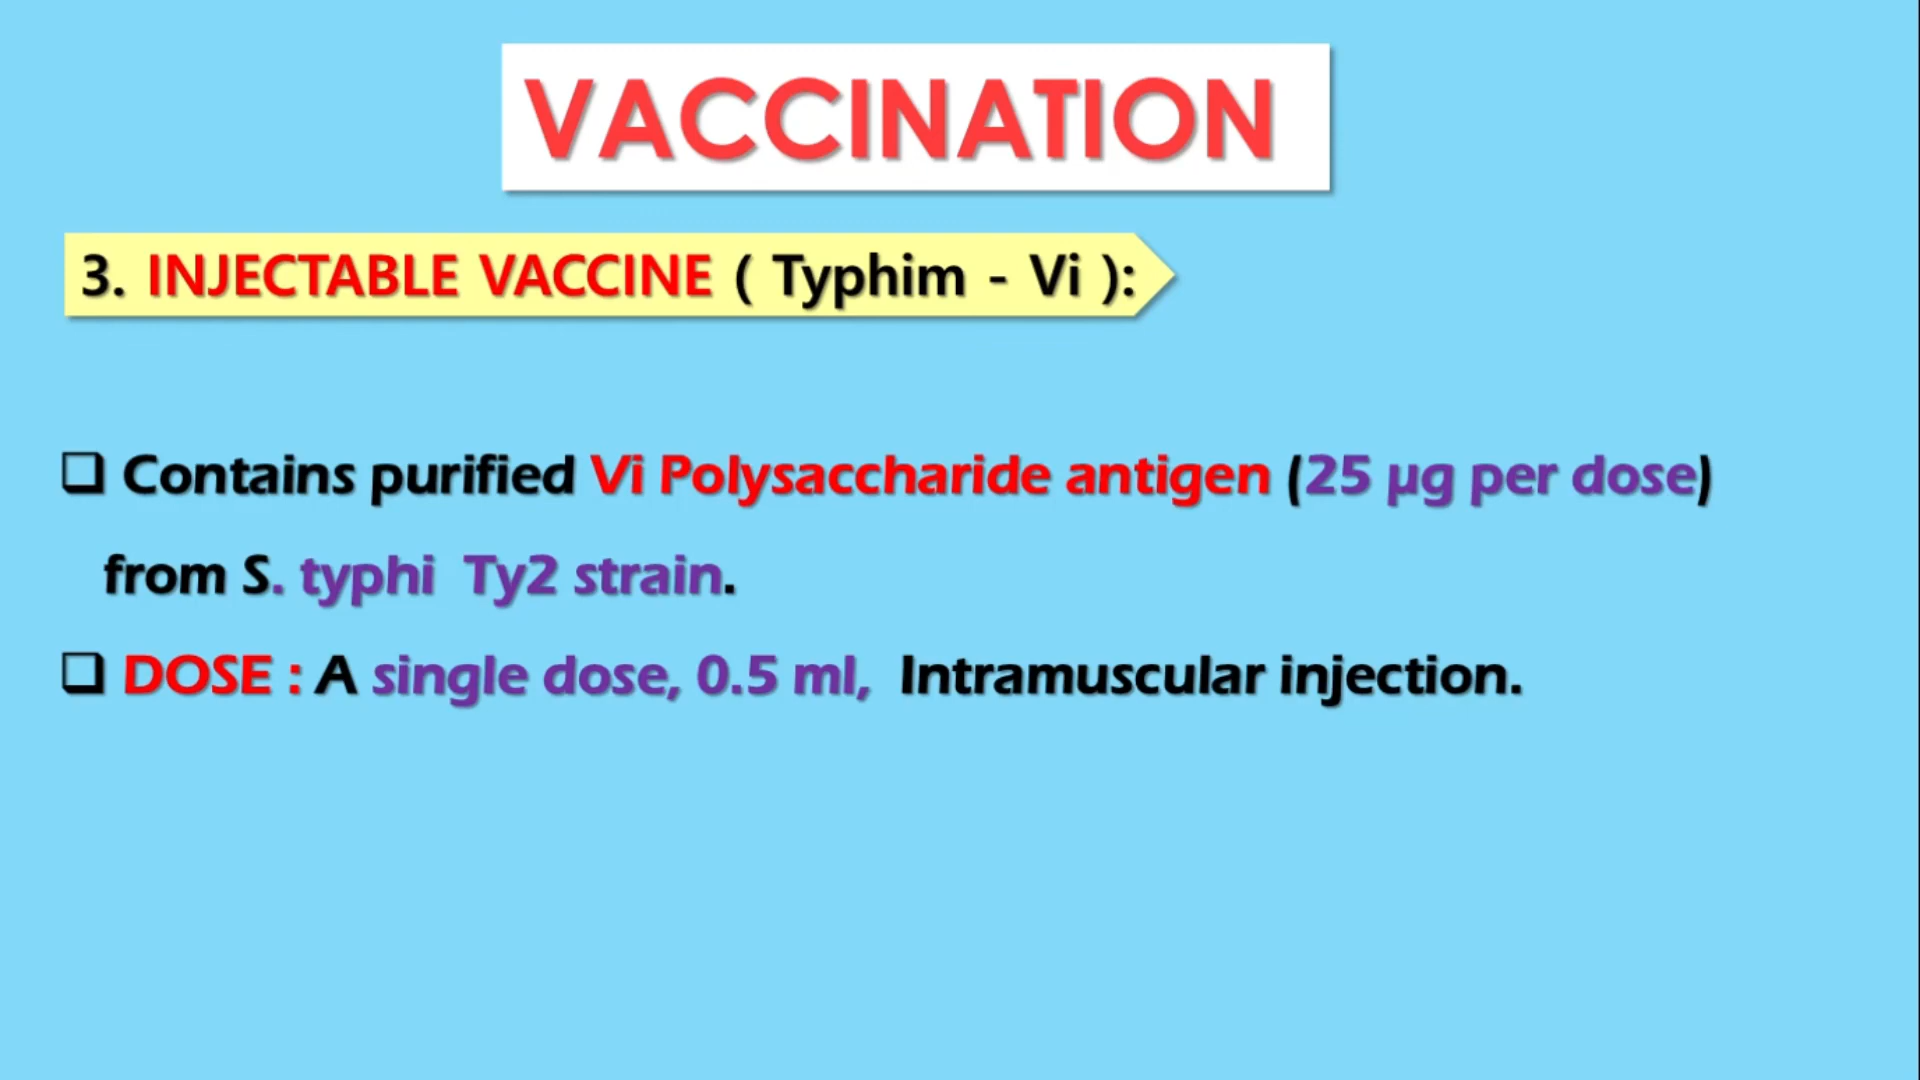 VACCINATION
3. INJECTABLE VACCINE ( Typhim - Vi ):
❑ Contains purified Vi Polysaccharide antigen (25 µg per dose)
from S. typhi Ty2 strain.
❑ DOSE : A single dose, 0.5 ml, Intramuscular injection.